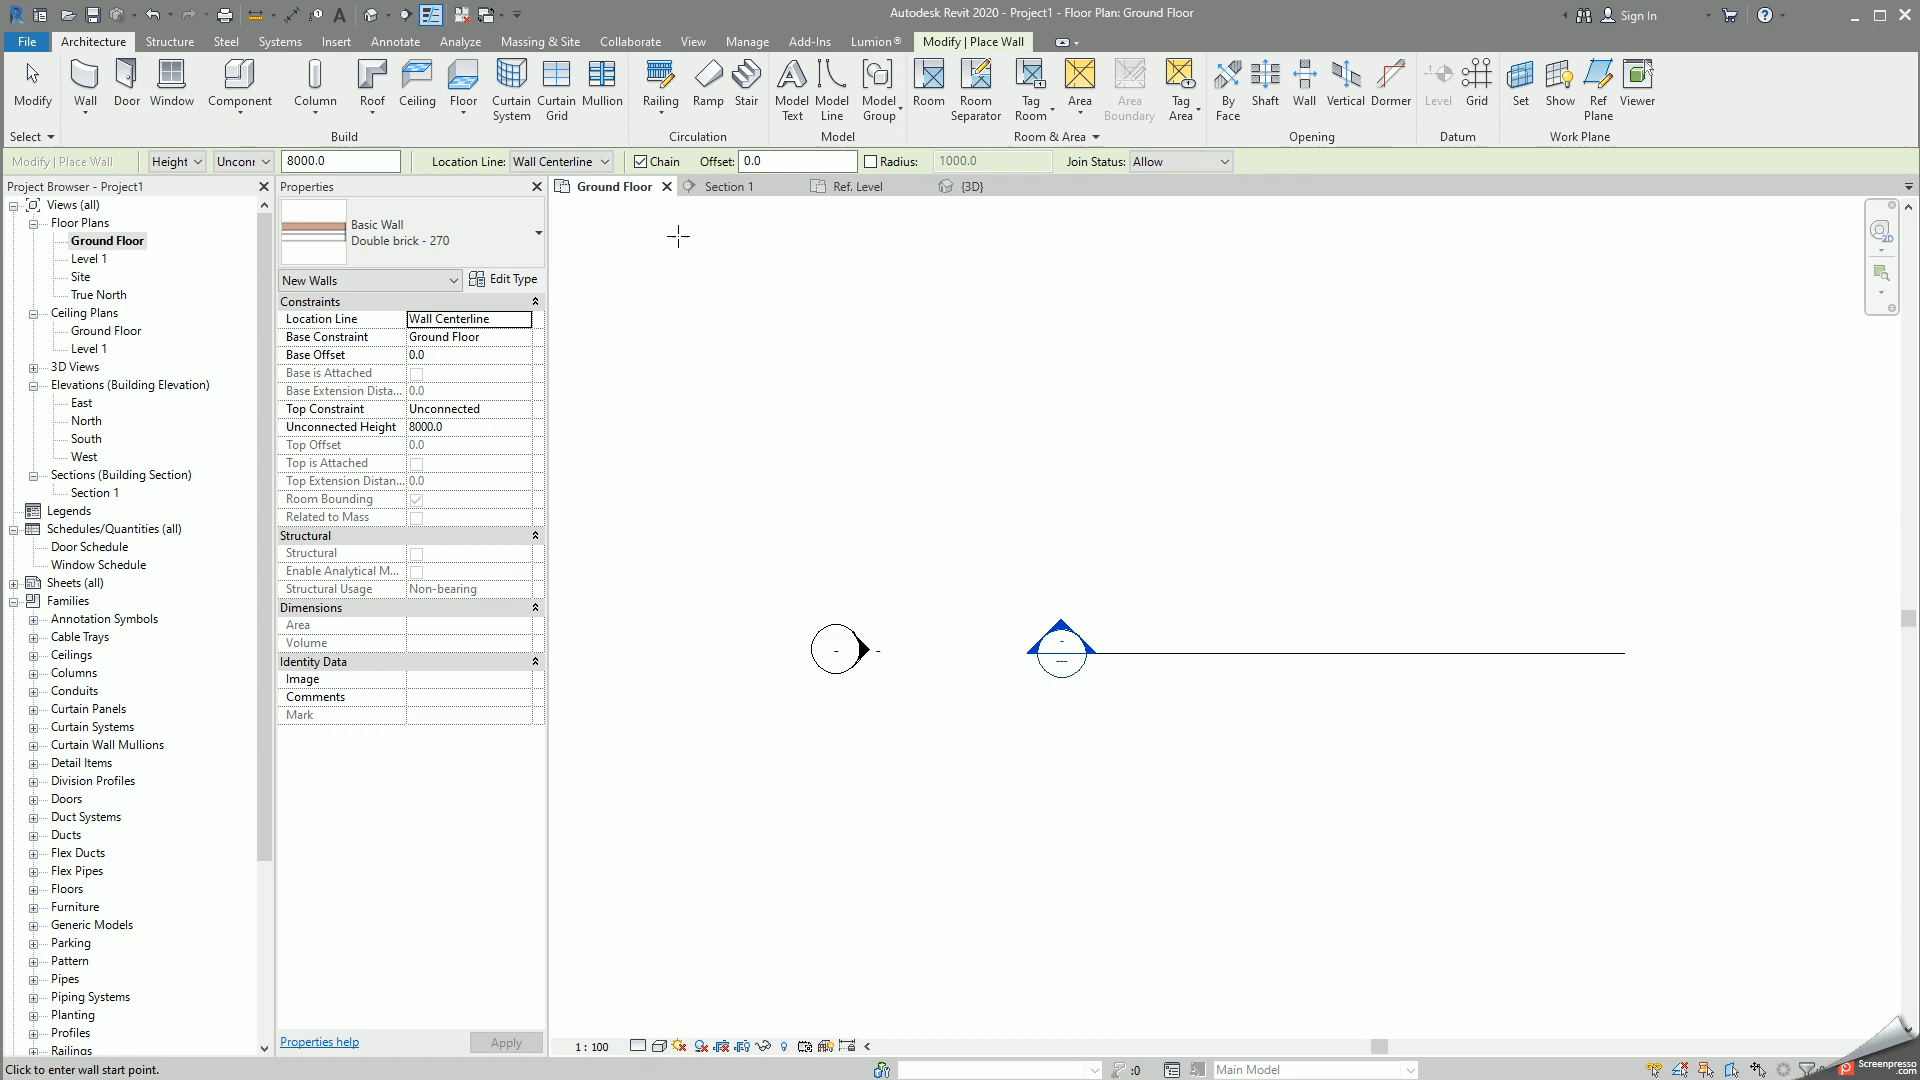 Autodesk Revit 2020 - Project1 - Floor Plan: Ground Floor
Sign In
File Architecture Structure Steel Systems Insert Annotate Analyze Massing & Site Collaborate View Manage Add-Ins Lumion® Modify | Place Wall
Modify Wall Door Window Component Column Roof Ceiling Floor Curtain System Curtain Grid Mullion Railing Ramp Stair Model Text Model Line Model Group Room Room Separator Tag Room Area Area Boundary Tag Area By Face Shaft Wall Vertical Dormer Level Grid Set Show Ref Plane Viewer
Select Build Circulation Model Room & Area Opening Datum Work Plane
Modify | Place Wall Height Unconr 8000.0 Location Line: Wall Centerline Chain Offset: 0.0 Radius: 1000.0 Join Status: Allow
Project Browser - Project1
Views (all)
Floor Plans
Ground Floor
Level 1
Site
True North
Ceiling Plans
Ground Floor
Level 1
3D Views
Elevations (Building Elevation)
East
North
South
West
Sections (Building Section)
Section 1
Legends
Schedules/Quantities (all)
Door Schedule
Window Schedule
Sheets (all)
Families
Annotation Symbols
Cable Trays
Ceilings
Columns
Conduits
Curtain Panels
Curtain Systems
Curtain Wall Mullions
Detail Items
Division Profiles
Doors
Duct Systems
Ducts
Flex Ducts
Flex Pipes
Floors
Furniture
Generic Models
Parking
Pattern
Pipes
Piping Systems
Planting
Profiles
Railings
Properties
Basic Wall
Double brick - 270
New Walls Edit Type
Constraints
Location Line Wall Centerline
Base Constraint Ground Floor
Base Offset 0.0
Base is Attached
Base Extension Dista... 0.0
Top Constraint Unconnected
Unconnected Height 8000.0
Top Offset 0.0
Top is Attached
Top Extension Distan... 0.0
Room Bounding
Related to Mass
Structural
Structural
Enable Analytical M...
Structural Usage Non-bearing
Dimensions
Area
Volume
Identity Data
Image
Comments
Mark
Properties help Apply
Ground Floor Section 1 Ref. Level {3D}
2D
1 : 100
Click to enter wall start point.
:0 Main Model
Screenpresso
.com